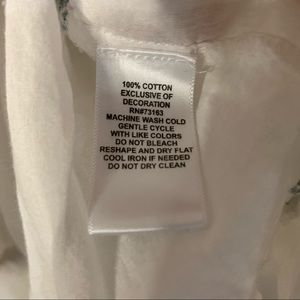 100% COTTON
EXCLUSIVE OF
DECORATION
RN#73163
MACHINE WASH COLD
GENTLE CYCLE
WITH LIKE COLORS
DO NOT BLEACH
RESHAPE AND DRY FLAT
COOL IRON IF NEEDED
DO NOT DRY CLEAN